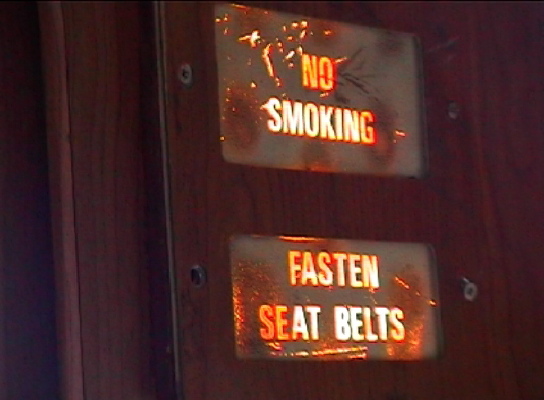 NO
SMOKING
FASTEN
SEAT BELTS